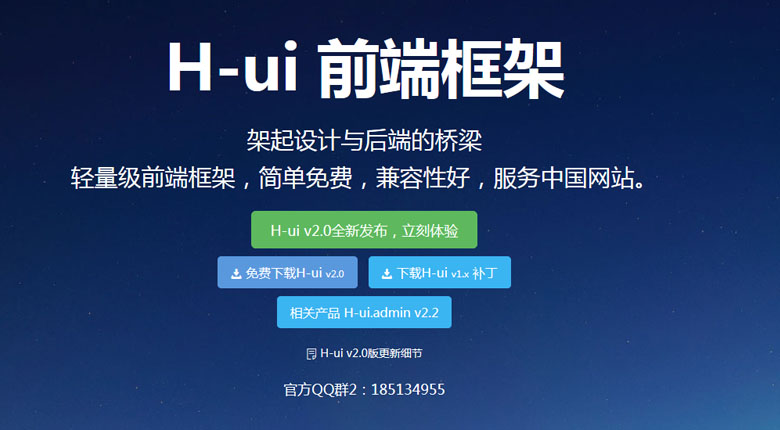 H-ui 前端框架
架起设计与后端的桥梁
轻量级前端框架，简单免费，兼容性好，服务中国网站。
H-ui v2.0全新发布，立刻体验
免费下载H-ui v2.0 下载H-ui v1.x 补丁
相关产品 H-ui.admin v2.2
H-ui v2.0版更新细节
官方QQ群2：185134955